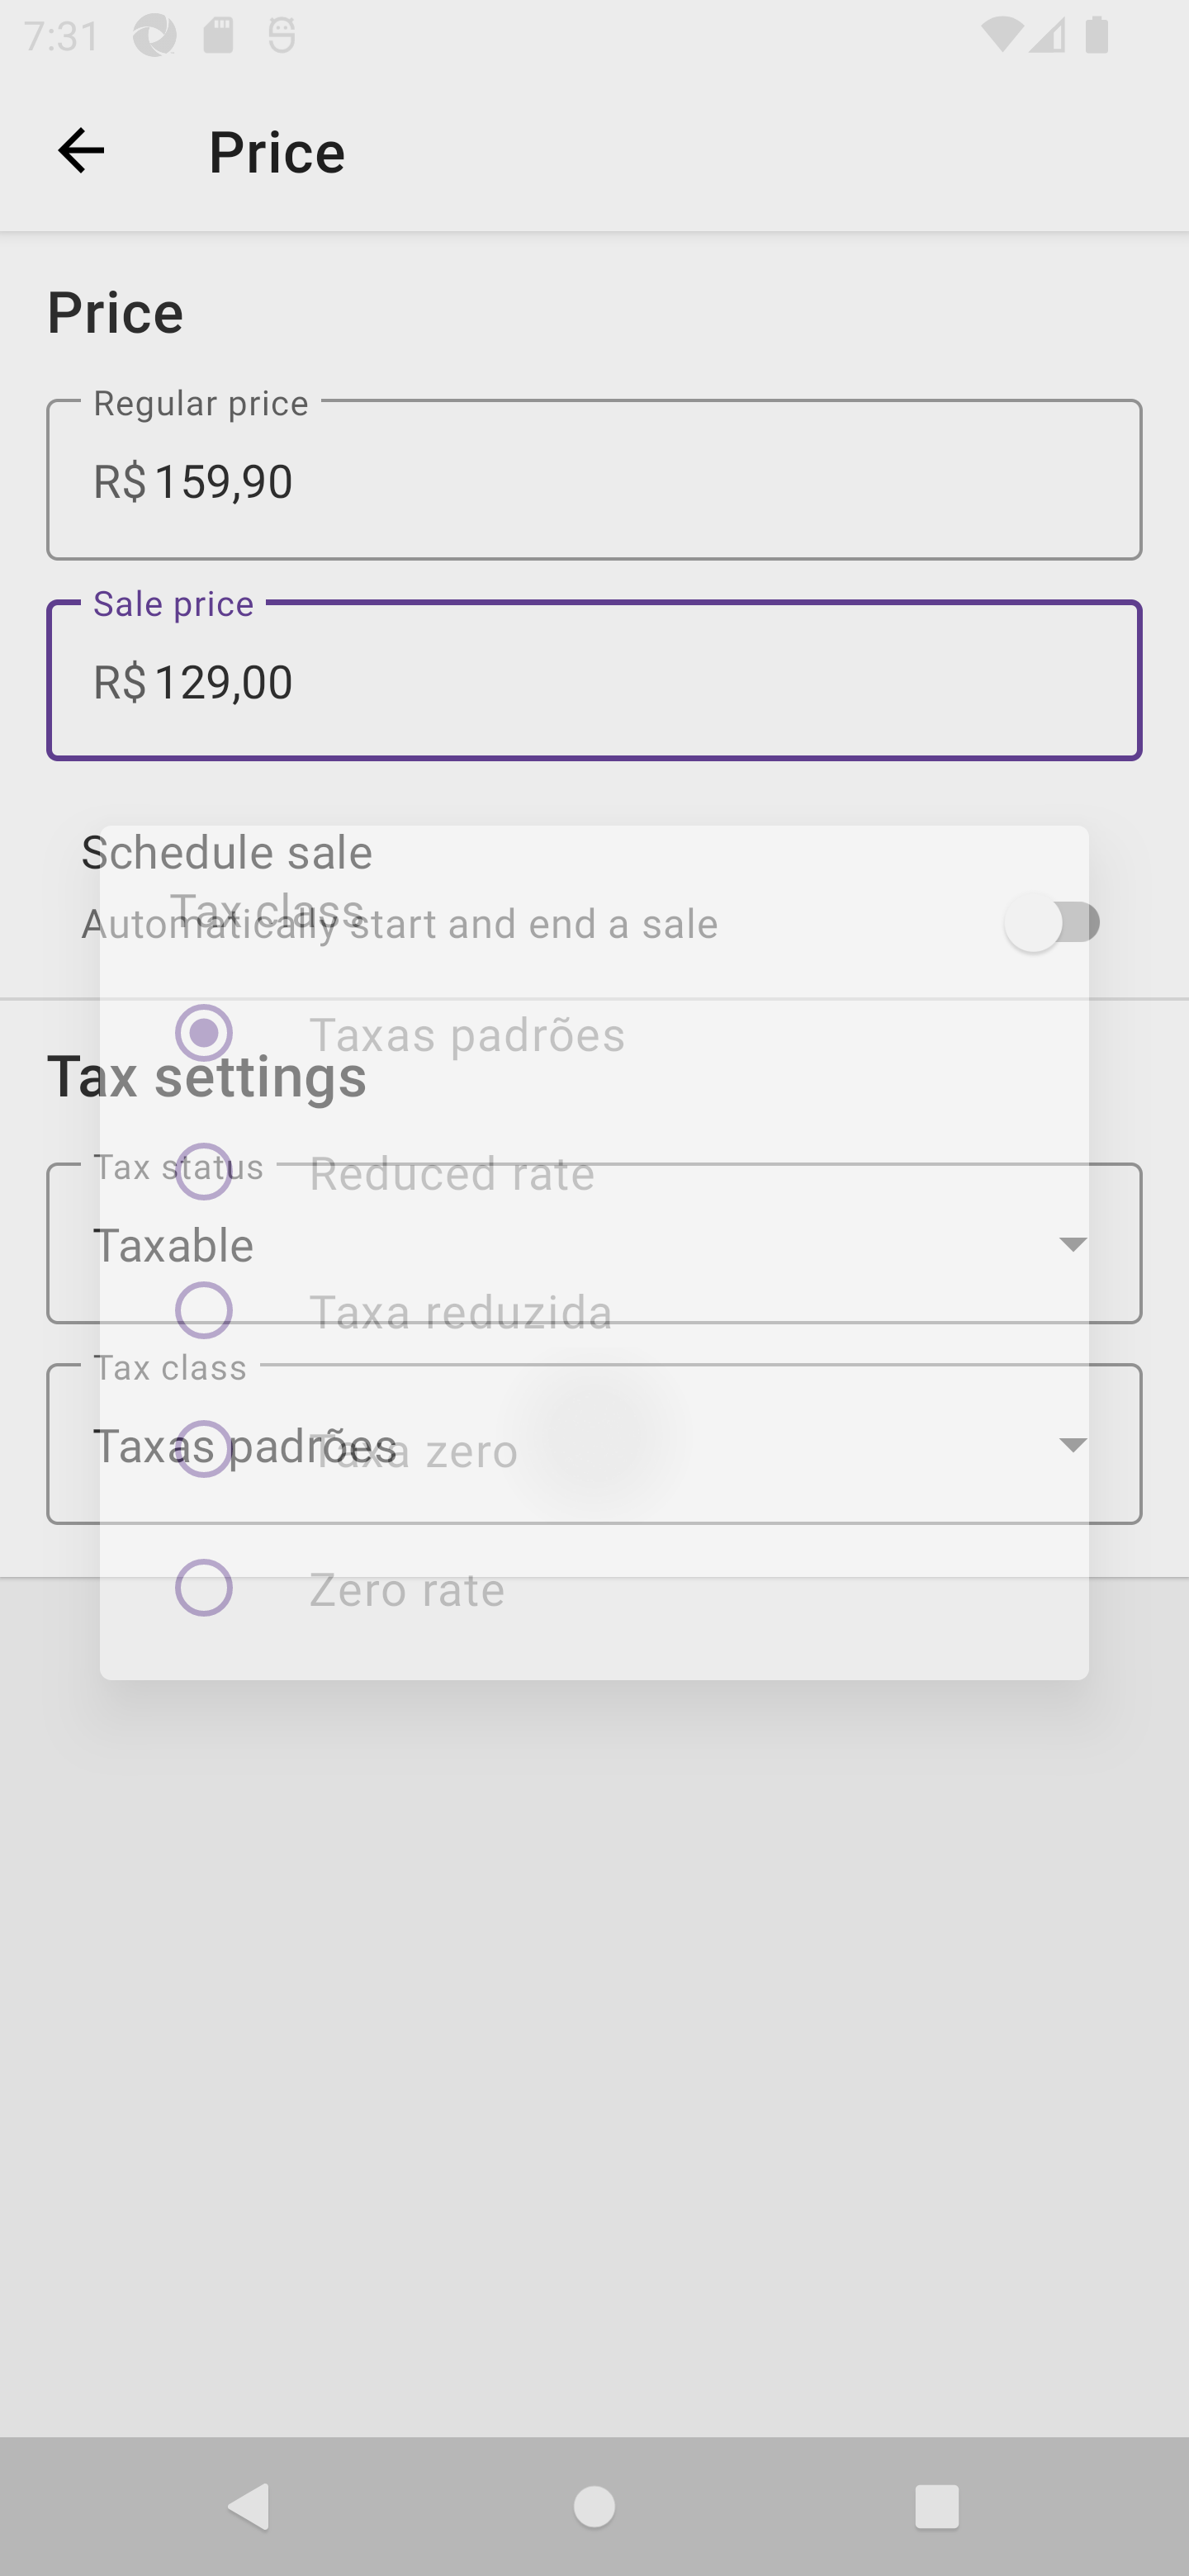 7:31
Price
Price
Regular price
R$ 159,90
Sale price
R$ 129,00
Schedule sale
Automatically start and end a sale
Tax class
Taxas padrões
Tax settings
Reduced rate
Tax status
Taxable
Taxa reduzida
Tax class
Taxas padrões
Taxa zero
Zero rate